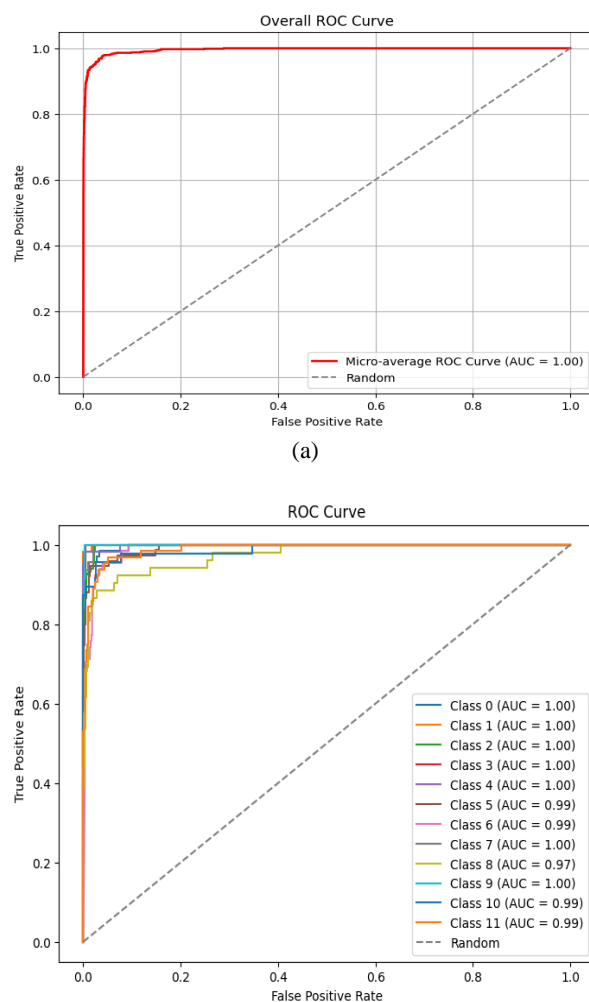 Overall ROC Curve
1.0
0.8
0.6
0.4
0.2
0.0
True Positive Rate
Micro-average ROC Curve (AUC = 1.00)
Random
0.0 0.2 0.4 0.6 0.8 1.0
False Positive Rate
(a)
ROC Curve
1.0
0.8
0.6
0.4
0.2
0.0
True Positive Rate
Class 0 (AUC = 1.00)
Class 1 (AUC = 1.00)
Class 2 (AUC = 1.00)
Class 3 (AUC = 1.00)
Class 4 (AUC = 1.00)
Class 5 (AUC = 0.99)
Class 6 (AUC = 0.99)
Class 7 (AUC = 1.00)
Class 8 (AUC = 0.97)
Class 9 (AUC = 1.00)
Class 10 (AUC = 0.99)
Class 11 (AUC = 0.99)
Random
0.0 0.2 0.4 0.6 0.8 1.0
False Positive Rate